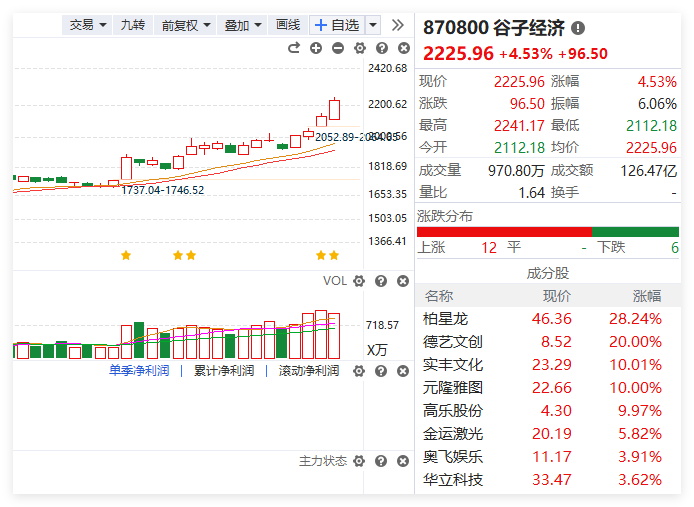 交易 九转 前复权 叠加 画线 自选
870800 谷子经济
2225.96 +4.53% +96.50
现价 2225.96 涨幅 4.53%
涨跌 96.50 振幅 6.06%
最高 2241.17 最低 2112.18
今开 2112.18 均价 2225.96
成交量 970.80万 成交额 126.47亿
量比 1.64 换手 -
涨跌分布
上涨 12 平 - 下跌 6
成分股
名称 现价 涨幅
柏星龙 46.36 28.24%
德艺文创 8.52 20.00%
实丰文化 23.29 10.01%
元隆雅图 22.66 10.00%
高乐股份 4.30 9.97%
金运激光 20.19 5.82%
奥飞娱乐 11.17 3.91%
华立科技 33.47 3.62%
2420.68
2200.62
2052.89-2064.65
1818.69
1737.04-1746.52
1653.35
1503.05
1366.41
VOL
718.57
X万
单季净利润 | 累计净利润 | 滚动净利润
主力状态